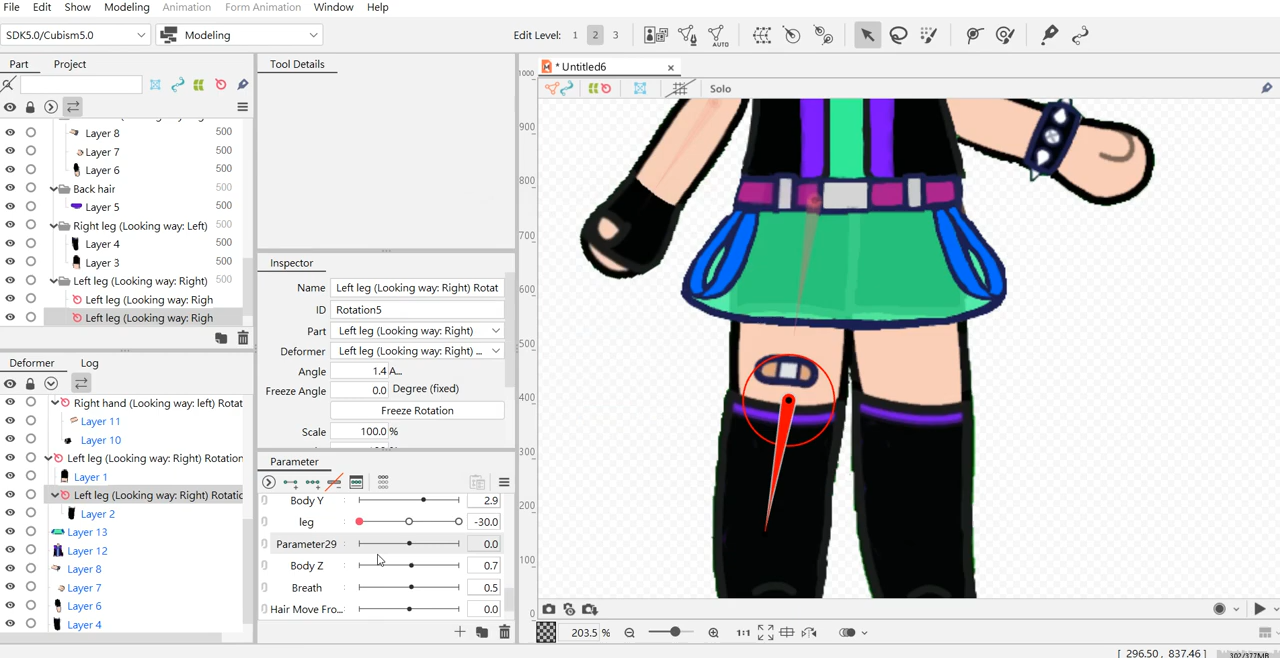 File Edit Show Modeling Animation Form Animation Window Help
SDK5.0/Cubism5.0 Modeling Edit Level: 1 2 3 AUTO
Part Project
Layer 8 500
Layer 7 500
Layer 6 500
Back hair 500
Layer 5 500
Right leg (Looking way: Left) 500
Layer 4 500
Layer 3 500
Left leg (Looking way: Right) 500
Left leg (Looking way: Righ
Left leg (Looking way: Righ
Deformer Log
Right hand (Looking way: left) Rotat
Layer 11
Layer 10
Left leg (Looking way: Right) Rotation
Layer 1
Left leg (Looking way: Right) Rotatic
Layer 2
Layer 13
Layer 12
Layer 8
Layer 7
Layer 6
Layer 4
Tool Details
Inspector
Name Left leg (Looking way: Right) Rotat
ID Rotation5
Part Left leg (Looking way: Right)
Deformer Left leg (Looking way: Right) ...
Angle 1.4 A...
Freeze Angle 0.0 Degree (fixed)
Freeze Rotation
Scale 100.0 %
Parameter
Body Y 2.9
leg -30.0
Parameter29 0.0
Body Z 0.7
Breath 0.5
Hair Move Fro... 0.0
* Untitled6
Solo
1000
900
800
700
600
500
400
300
200
100
0
203.5 % 1:1
[ 296.50 , 837.46 ] 302/377MB